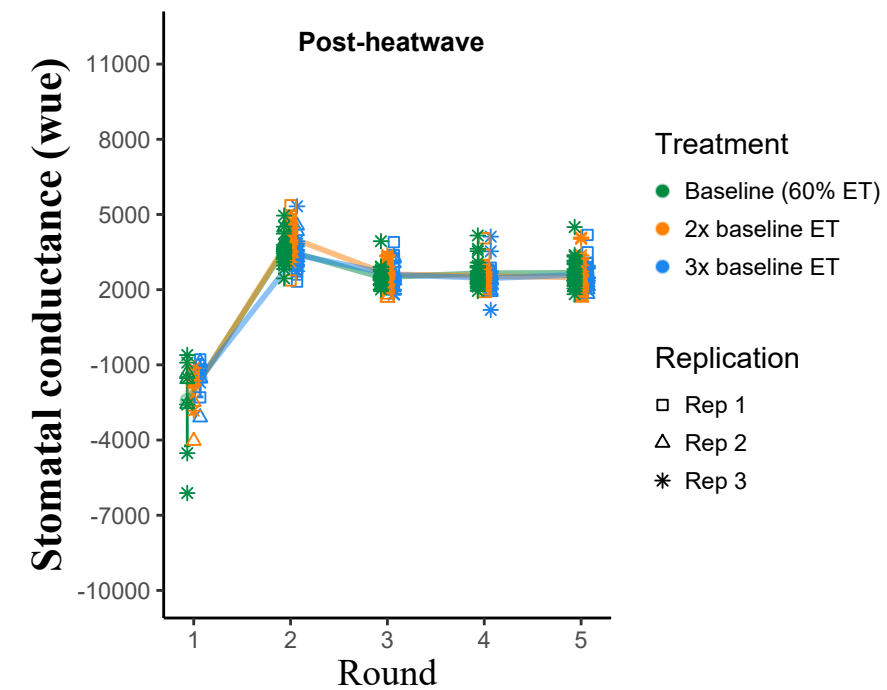 Post-heatwave
Stomatal conductance (wue)
11000
8000
5000
2000
-1000
-4000
-7000
-10000
1 2 3 4 5
Round
Treatment
Baseline (60% ET)
2x baseline ET
3x baseline ET
Replication
Rep 1
Rep 2
Rep 3